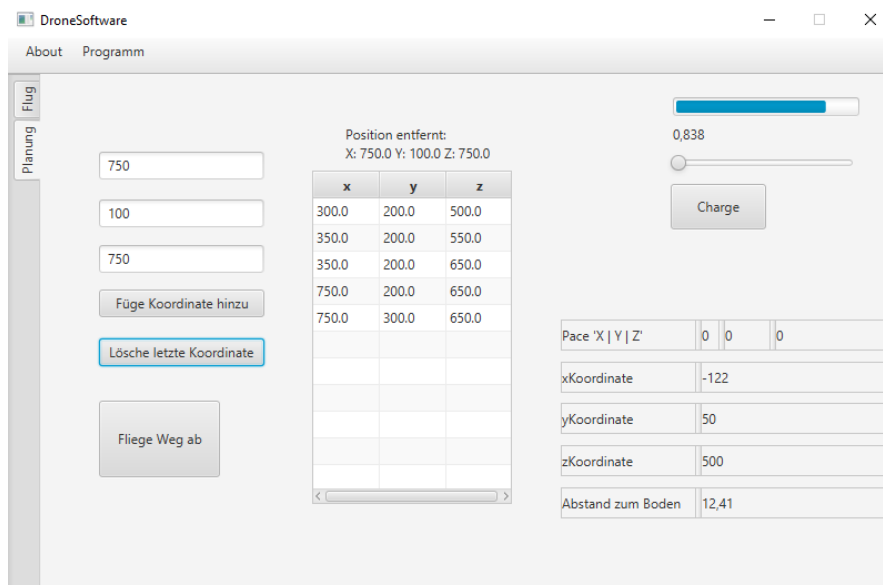 DroneSoftware
About Programm
Flug
Planung
750
100
750
Füge Koordinate hinzu
Lösche letzte Koordinate
Fliege Weg ab
Position entfernt:
X: 750.0 Y: 100.0 Z: 750.0
x y z
300.0 200.0 500.0
350.0 200.0 550.0
350.0 200.0 650.0
750.0 200.0 650.0
750.0 300.0 650.0
0,838
Charge
Pace 'X | Y | Z' 0 0 0
xKoordinate -122
yKoordinate 50
zKoordinate 500
Abstand zum Boden 12,41